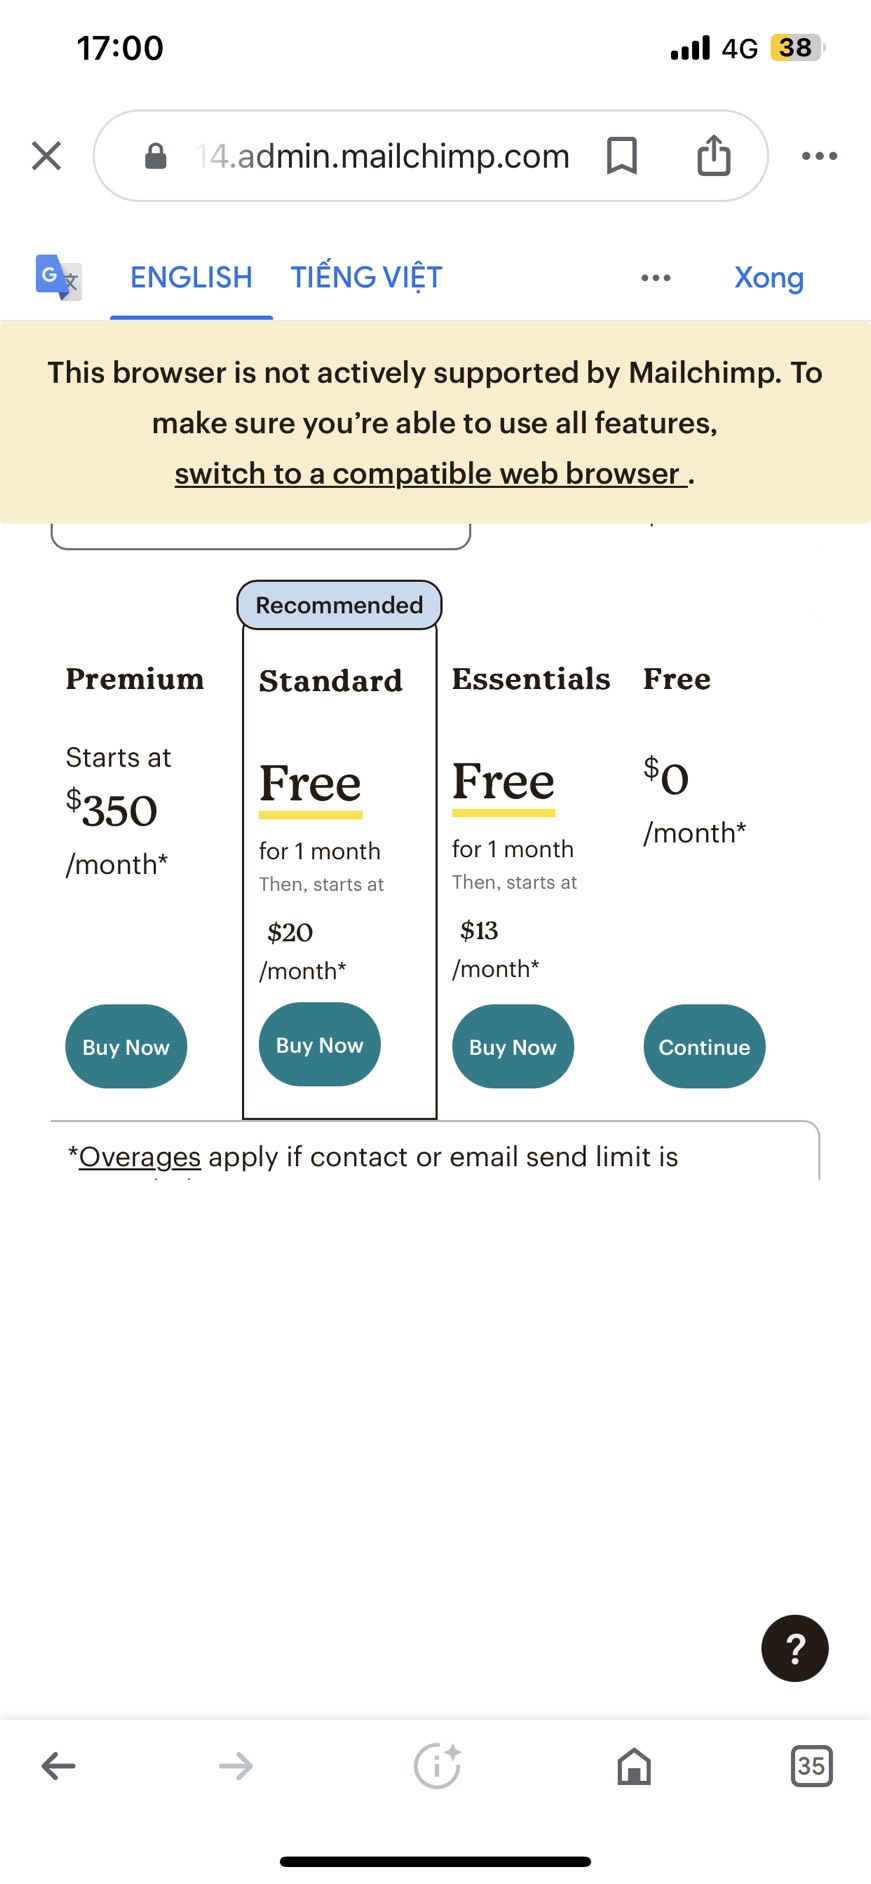 17:00
4G 38
14.admin.mailchimp.com
G 文 ENGLISH TIẾNG VIỆT Xong
This browser is not actively supported by Mailchimp. To
make sure you’re able to use all features,
switch to a compatible web browser .
Recommended
Premium
Starts at
$350
/month*
Buy Now
Standard
Free
for 1 month
Then, starts at
$20
/month*
Buy Now
Essentials
Free
for 1 month
Then, starts at
$13
/month*
Buy Now
Free
$0
/month*
Continue
*Overages apply if contact or email send limit is
?
35